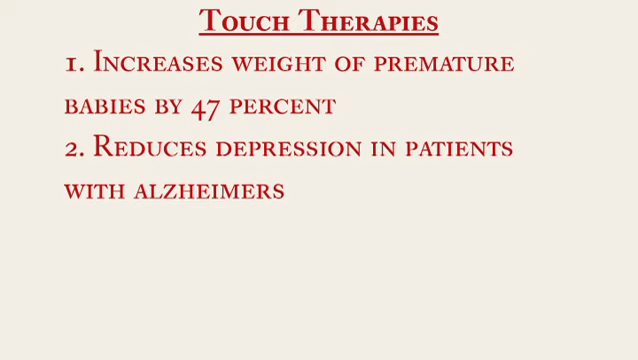 Touch Therapies
1. Increases weight of premature
babies by 47 percent
2. Reduces depression in patients
with alzheimers